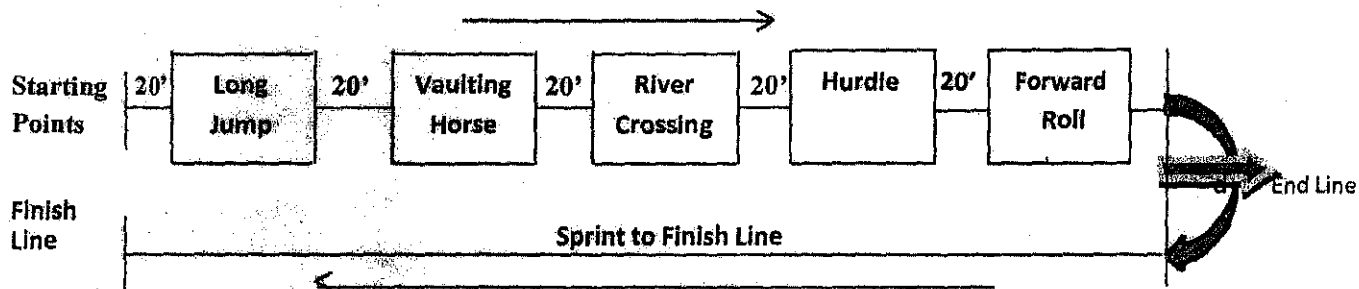 Starting Points
20'
Long Jump
20'
Vaulting Horse
20'
River Crossing
20'
Hurdle
20'
Forward Roll
End Line
Finish Line
Sprint to Finish Line